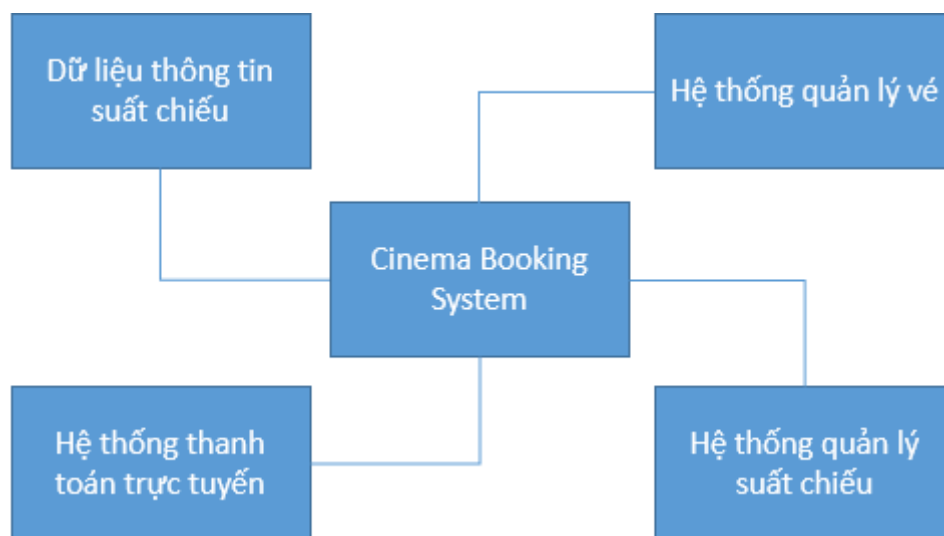 Dữ liệu thông tin
suất chiếu
Hệ thống quản lý vé
Cinema Booking
System
Hệ thống thanh
toán trực tuyến
Hệ thống quản lý
suất chiếu